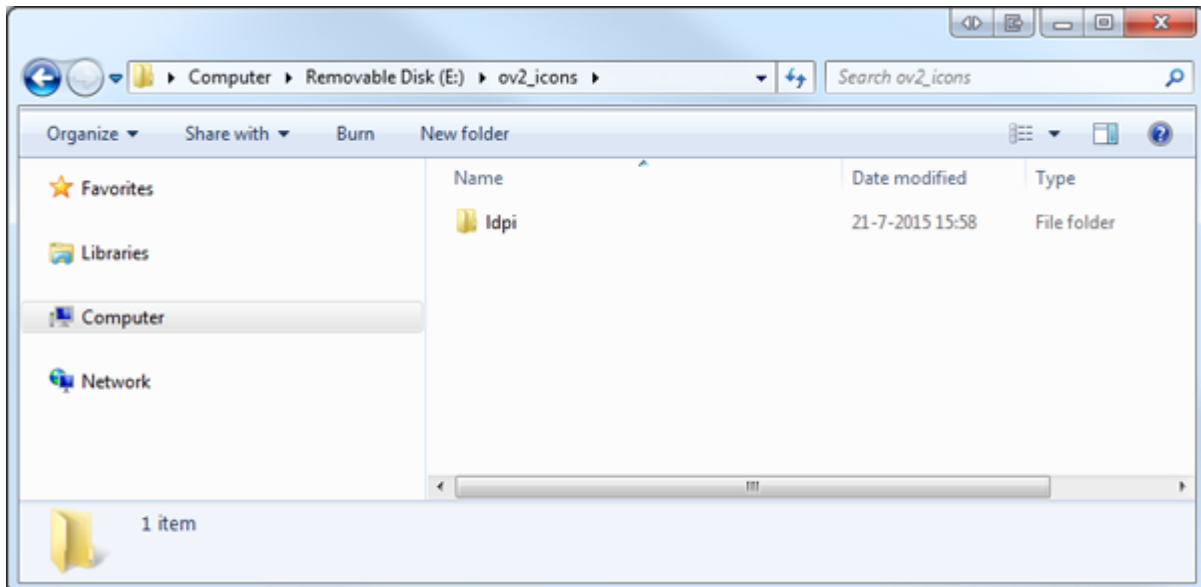 Computer Removable Disk (E:) ov2_icons Search ov2_icons
Organize Share with Burn New folder
Favorites
Libraries
Computer
Network
Name Date modified Type
ldpi 21-7-2015 15:58 File folder
1 item